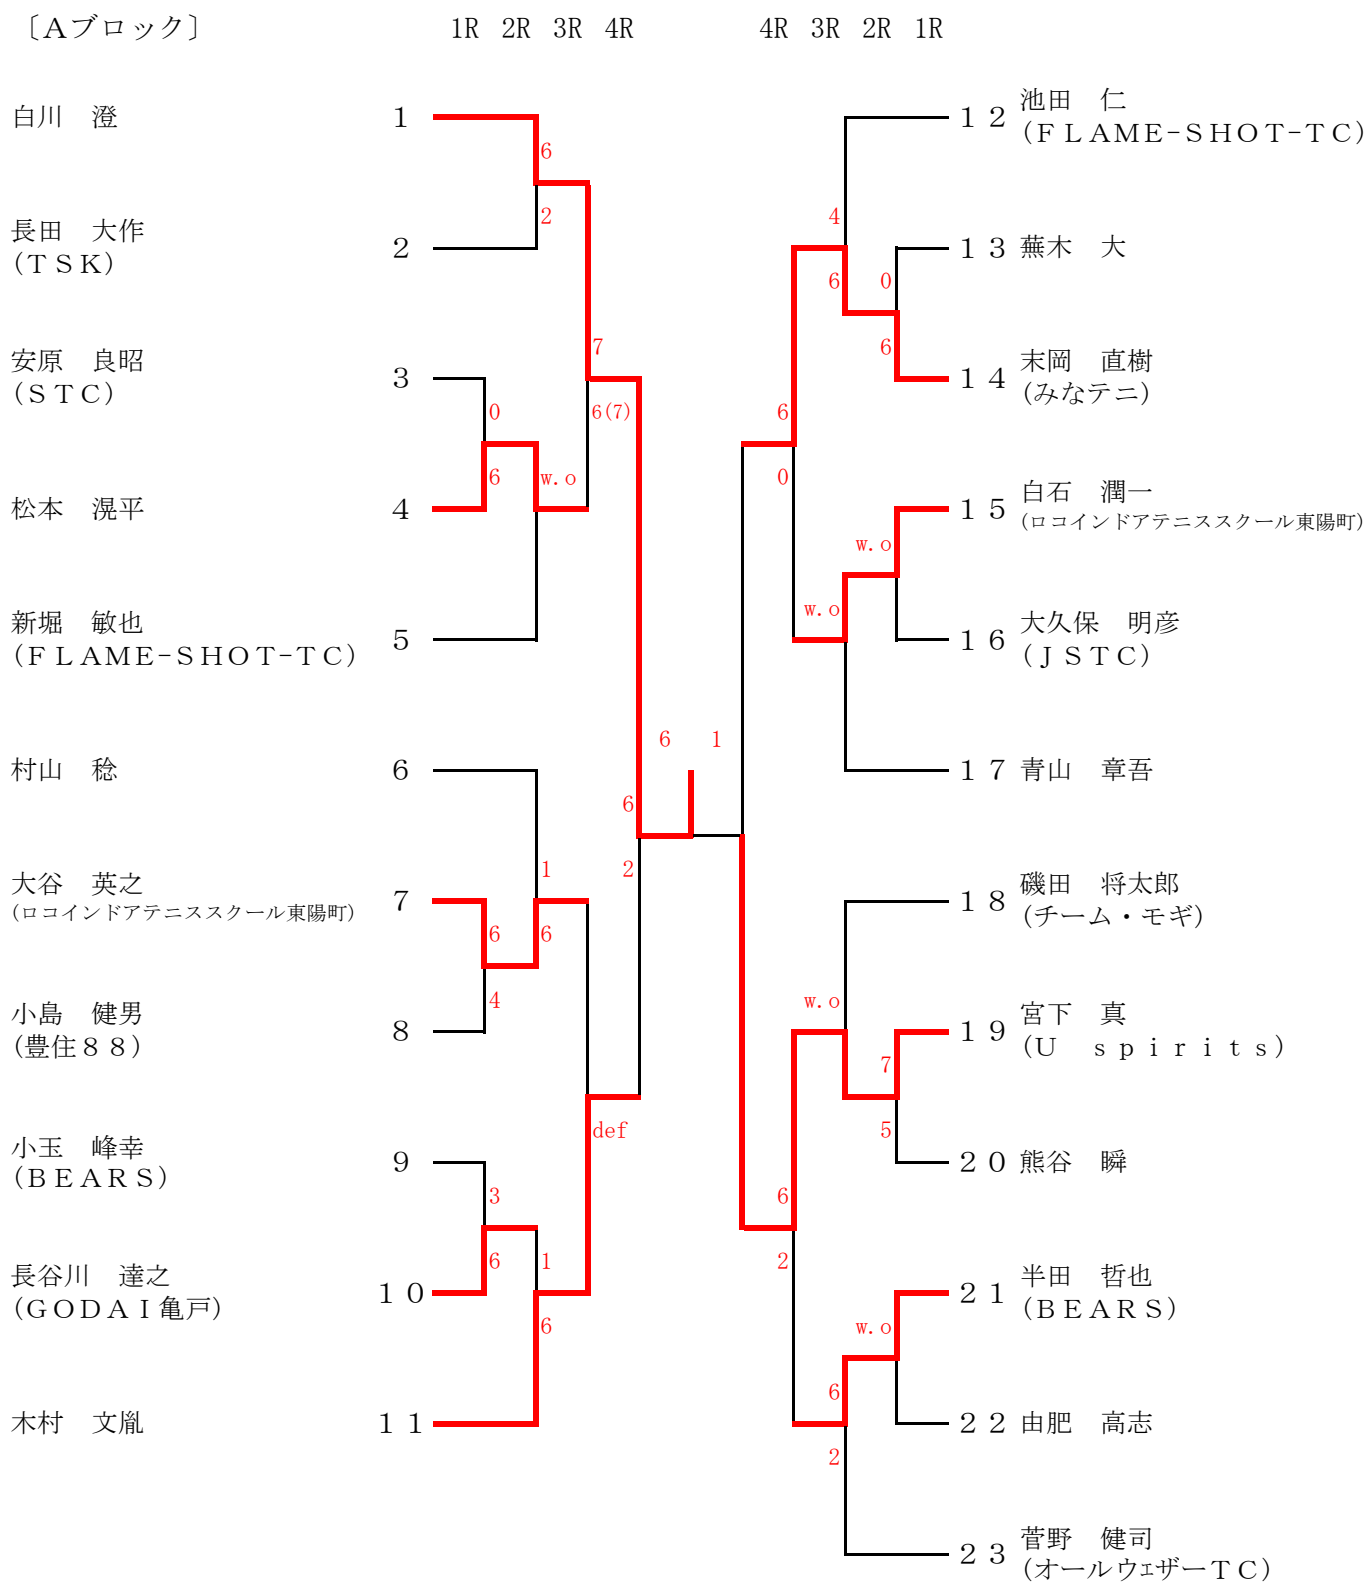 〔Aブロック〕
1R 2R 3R 4R
4R 3R 2R 1R
白川　澄
1
長田　大作
(ＴＳＫ)
2
安原　良昭
(ＳＴＣ)
3
松本　滉平
4
新堀　敏也
(ＦＬＡＭＥ-ＳＨＯＴ-ＴＣ)
5
村山　稔
6
大谷　英之
(ロコインドアテニススクール東陽町)
7
小島　健男
(豊住８８)
8
小玉　峰幸
(ＢＥＡＲＳ)
9
長谷川　達之
(ＧＯＤＡＩ亀戸)
１０
木村　文胤
１１
6
2
0
6
w.o
7
6(7)
1
6
6
4
3
6
1
6
def
6
2
6
1
１２
池田　仁
(ＦＬＡＭＥ-ＳＨＯＴ-ＴＣ)
１３
蕪木　大
１４
末岡　直樹
(みなテニ)
１５
白石　潤一
(ロコインドアテニススクール東陽町)
１６
大久保　明彦
(ＪＳＴＣ)
１７
青山　章吾
１８
磯田　将太郎
(チーム・モギ)
１９
宮下　真
(Ｕ　ｓｐｉｒｉｔｓ)
２０
熊谷　瞬
２１
半田　哲也
(ＢＥＡＲＳ)
２２
由肥　高志
２３
菅野　健司
(オールウェザーＴＣ)
4
6
0
6
6
0
w.o
w.o
w.o
7
5
6
2
w.o
6
2